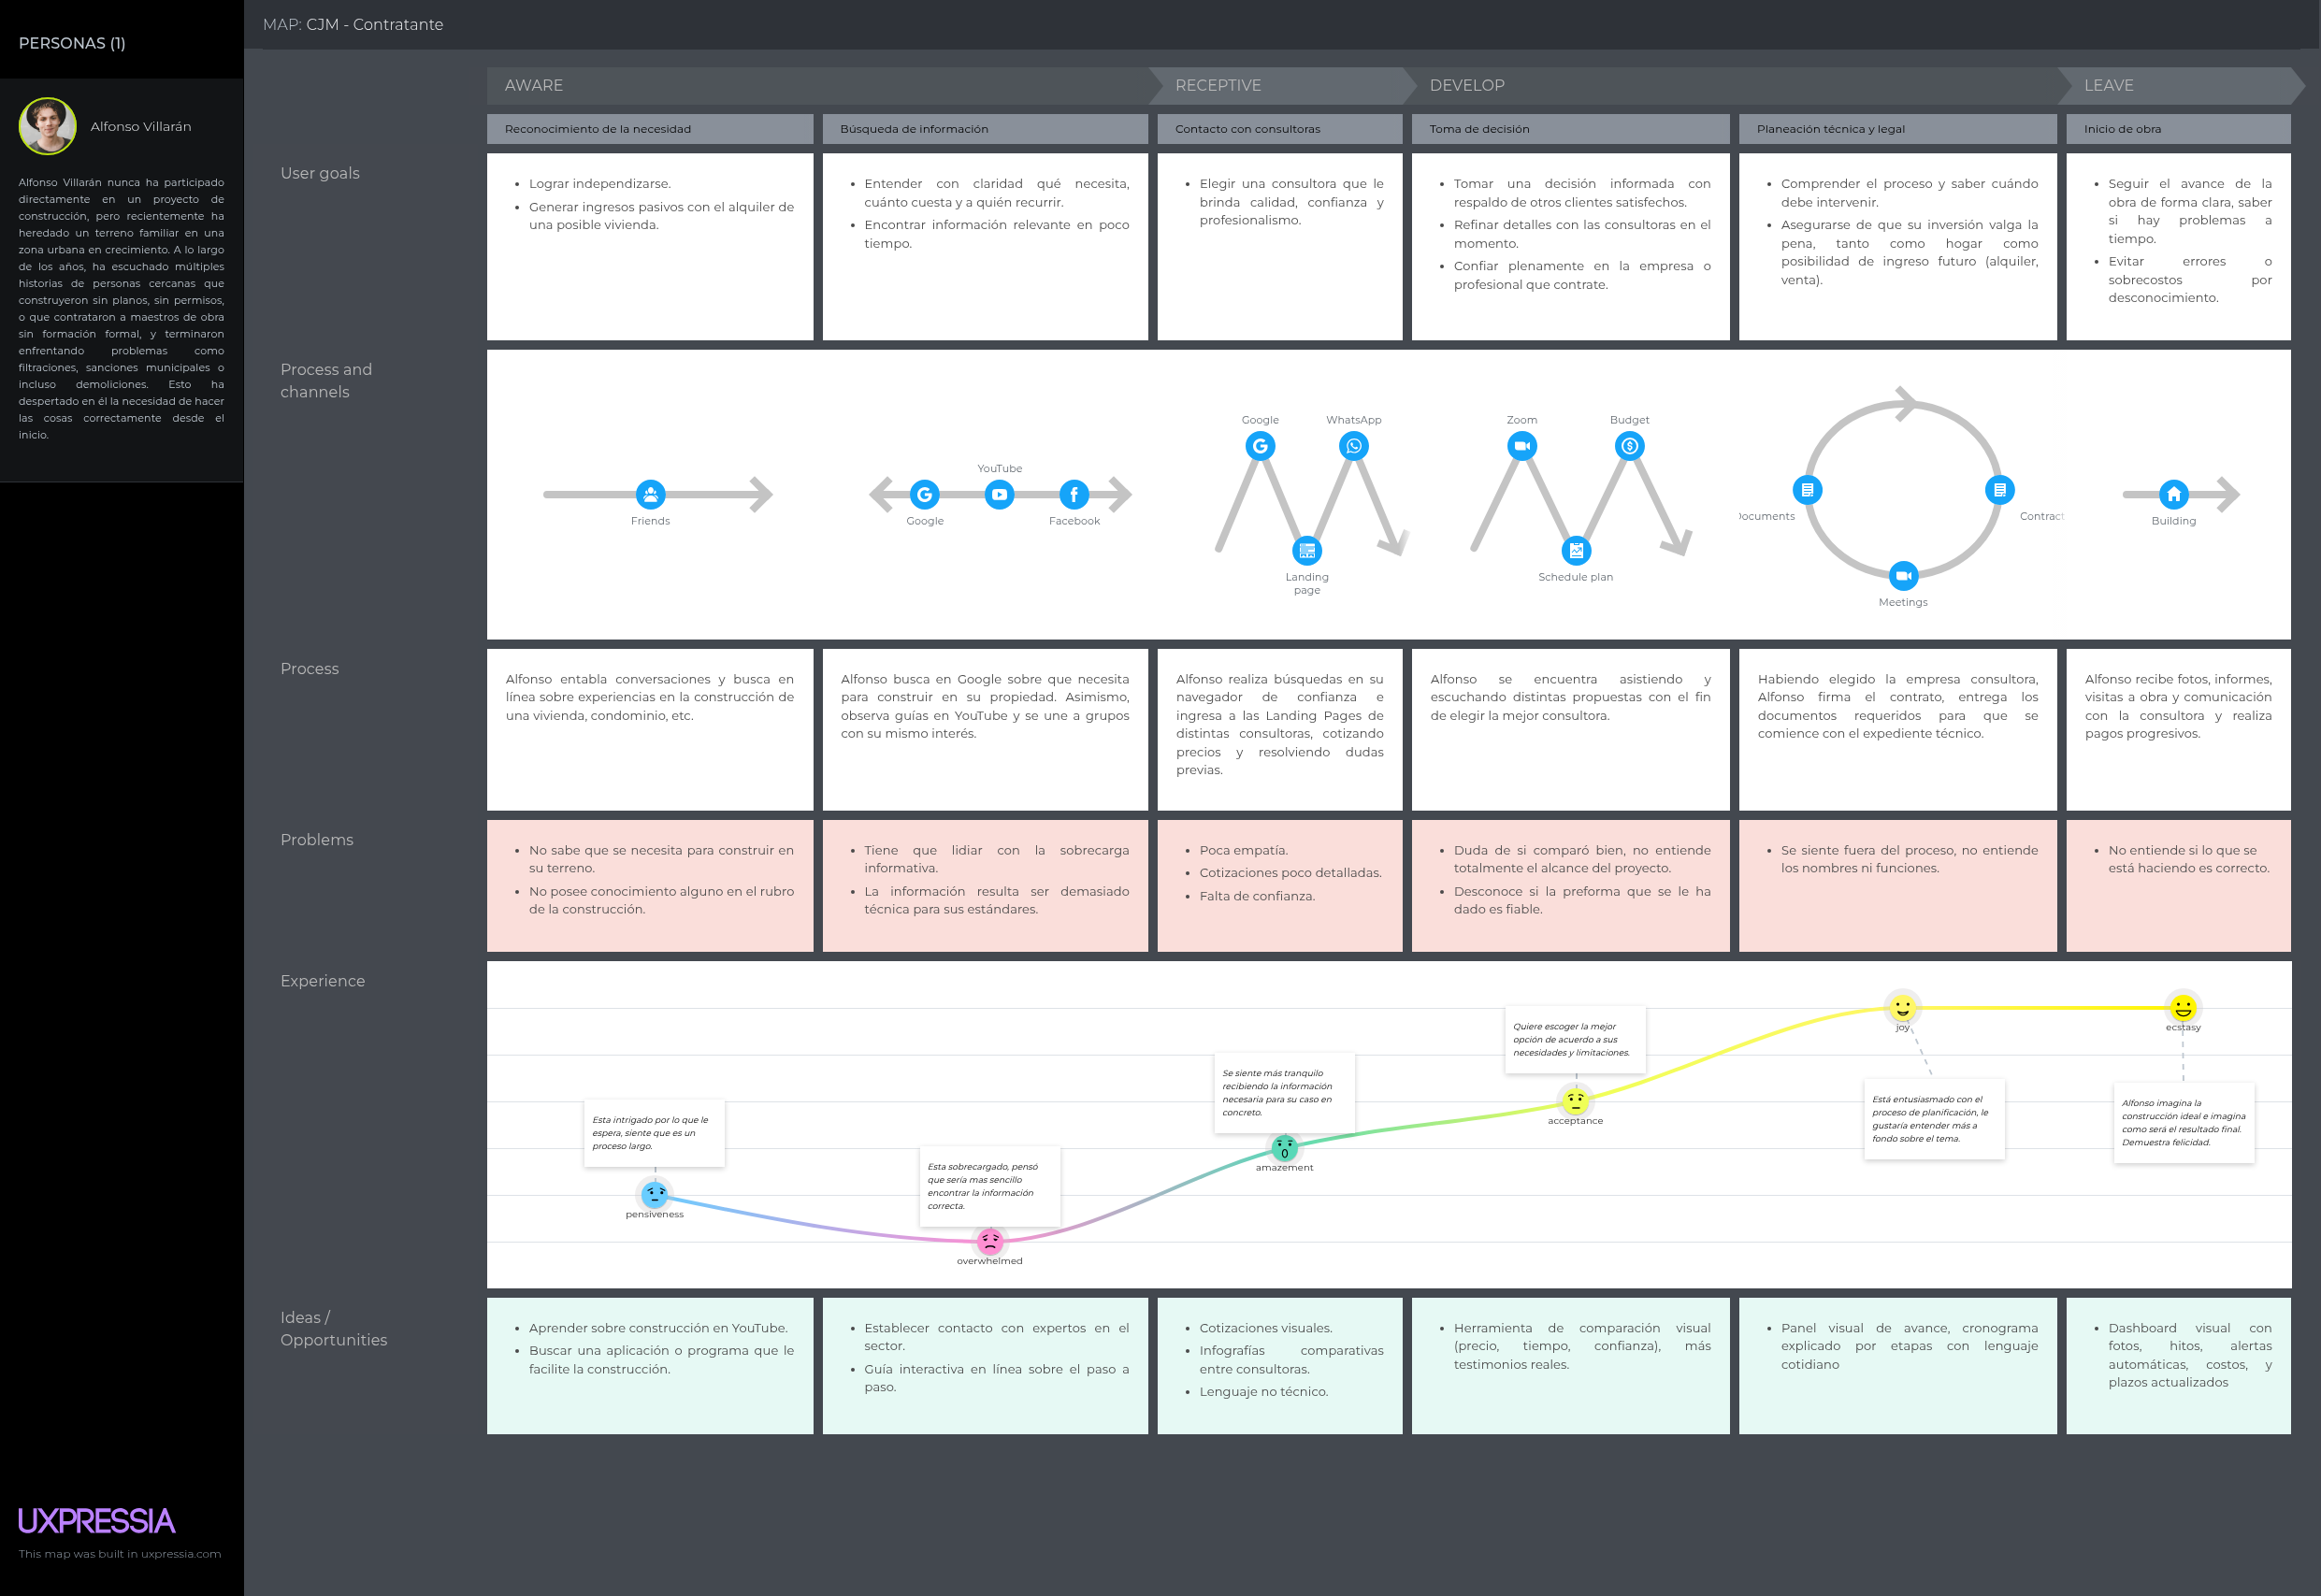 PERSONAS (1)
Alfonso Villarán
Alfonso Villarán nunca ha participado
directamente en un proyecto de
construcción, pero recientemente ha
heredado un terreno familiar en una
zona urbana en crecimiento. A lo largo
de los años, ha escuchado múltiples
historias de personas cercanas que
construyeron sin planos, sin permisos,
o que contrataron a maestros de obra
sin formación formal, y terminaron
enfrentando problemas como
filtraciones, sanciones municipales o
incluso demoliciones. Esto ha
despertado en él la necesidad de hacer
las cosas correctamente desde el
inicio.
UXPRESSIA
This map was built in uxpressia.com
MAP: CJM - Contratante
AWARE
RECEPTIVE
DEVELOP
LEAVE
Reconocimiento de la necesidad
Búsqueda de información
Contacto con consultoras
Toma de decisión
Planeación técnica y legal
Inicio de obra
User goals
• Lograr independizarse.
• Generar ingresos pasivos con el alquiler de
una posible vivienda.
• Entender con claridad qué necesita,
cuánto cuesta y a quién recurrir.
• Encontrar información relevante en poco
tiempo.
• Elegir una consultora que le
brinda calidad, confianza y
profesionalismo.
• Tomar una decisión informada con
respaldo de otros clientes satisfechos.
• Refinar detalles con las consultoras en el
momento.
• Confiar plenamente en la empresa o
profesional que contrate.
• Comprender el proceso y saber cuándo
debe intervenir.
• Asegurarse de que su inversión valga la
pena, tanto como hogar como
posibilidad de ingreso futuro (alquiler,
venta).
• Seguir el avance de la
obra de forma clara, saber
si hay problemas a
tiempo.
• Evitar errores o
sobrecostos por
desconocimiento.
Process and
channels
Friends
Google
YouTube
Facebook
Google
WhatsApp
Landing
page
Zoom
Budget
Schedule plan
ocuments
Contract
Meetings
Building
Process
Alfonso entabla conversaciones y busca en
línea sobre experiencias en la construcción de
una vivienda, condominio, etc.
Alfonso busca en Google sobre que necesita
para construir en su propiedad. Asimismo,
observa guías en YouTube y se une a grupos
con su mismo interés.
Alfonso realiza búsquedas en su
navegador de confianza e
ingresa a las Landing Pages de
distintas consultoras, cotizando
precios y resolviendo dudas
previas.
Alfonso se encuentra asistiendo y
escuchando distintas propuestas con el fin
de elegir la mejor consultora.
Habiendo elegido la empresa consultora,
Alfonso firma el contrato, entrega los
documentos requeridos para que se
comience con el expediente técnico.
Alfonso recibe fotos, informes,
visitas a obra y comunicación
con la consultora y realiza
pagos progresivos.
Problems
• No sabe que se necesita para construir en
su terreno.
• No posee conocimiento alguno en el rubro
de la construcción.
• Tiene que lidiar con la sobrecarga
informativa.
• La información resulta ser demasiado
técnica para sus estándares.
• Poca empatía.
• Cotizaciones poco detalladas.
• Falta de confianza.
• Duda de si comparó bien, no entiende
totalmente el alcance del proyecto.
• Desconoce si la preforma que se le ha
dado es fiable.
• Se siente fuera del proceso, no entiende
los nombres ni funciones.
• No entiende si lo que se
está haciendo es correcto.
Experience
Esta intrigado por lo que le
espera, siente que es un
proceso largo.
pensiveness
Esta sobrecargado, pensó
que sería mas sencillo
encontrar la información
correcta.
overwhelmed
Se siente más tranquilo
recibiendo la información
necesaria para su caso en
concreto.
amazement
Quiere escoger la mejor
opción de acuerdo a sus
necesidades y limitaciones.
acceptance
joy
Está entusiasmado con el
proceso de planificación, le
gustaría entender más a
fondo sobre el tema.
ecstasy
Alfonso imagina la
construcción ideal e imagina
como será el resultado final.
Demuestra felicidad.
Ideas /
Opportunities
• Aprender sobre construcción en YouTube.
• Buscar una aplicación o programa que le
facilite la construcción.
• Establecer contacto con expertos en el
sector.
• Guía interactiva en línea sobre el paso a
paso.
• Cotizaciones visuales.
• Infografías comparativas
entre consultoras.
• Lenguaje no técnico.
• Herramienta de comparación visual
(precio, tiempo, confianza), más
testimonios reales.
• Panel visual de avance, cronograma
explicado por etapas con lenguaje
cotidiano
• Dashboard visual con
fotos, hitos, alertas
automáticas, costos, y
plazos actualizados